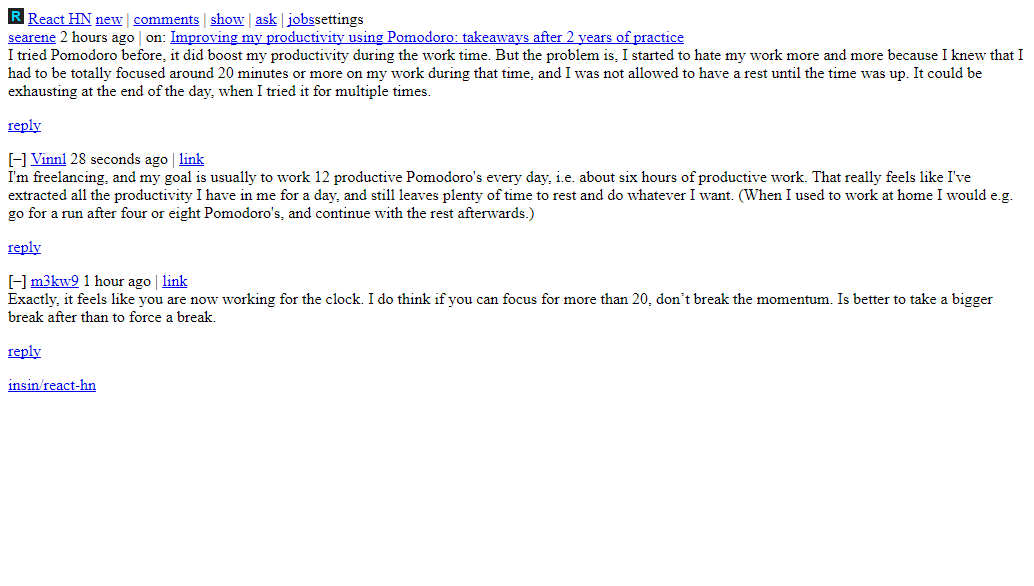 R React HN new | comments | show | ask | jobssettings
searene 2 hours ago | on: Improving my productivity using Pomodoro: takeaways after 2 years of practice
I tried Pomodoro before, it did boost my productivity during the work time. But the problem is, I started to hate my work more and more because I knew that I
had to be totally focused around 20 minutes or more on my work during that time, and I was not allowed to have a rest until the time was up. It could be
exhausting at the end of the day, when I tried it for multiple times.
reply
[–] Vinnl 28 seconds ago | link
I'm freelancing, and my goal is usually to work 12 productive Pomodoro's every day, i.e. about six hours of productive work. That really feels like I've
extracted all the productivity I have in me for a day, and still leaves plenty of time to rest and do whatever I want. (When I used to work at home I would e.g.
go for a run after four or eight Pomodoro's, and continue with the rest afterwards.)
reply
[–] m3kw9 1 hour ago | link
Exactly, it feels like you are now working for the clock. I do think if you can focus for more than 20, don’t break the momentum. Is better to take a bigger
break after than to force a break.
reply
insin/react-hn